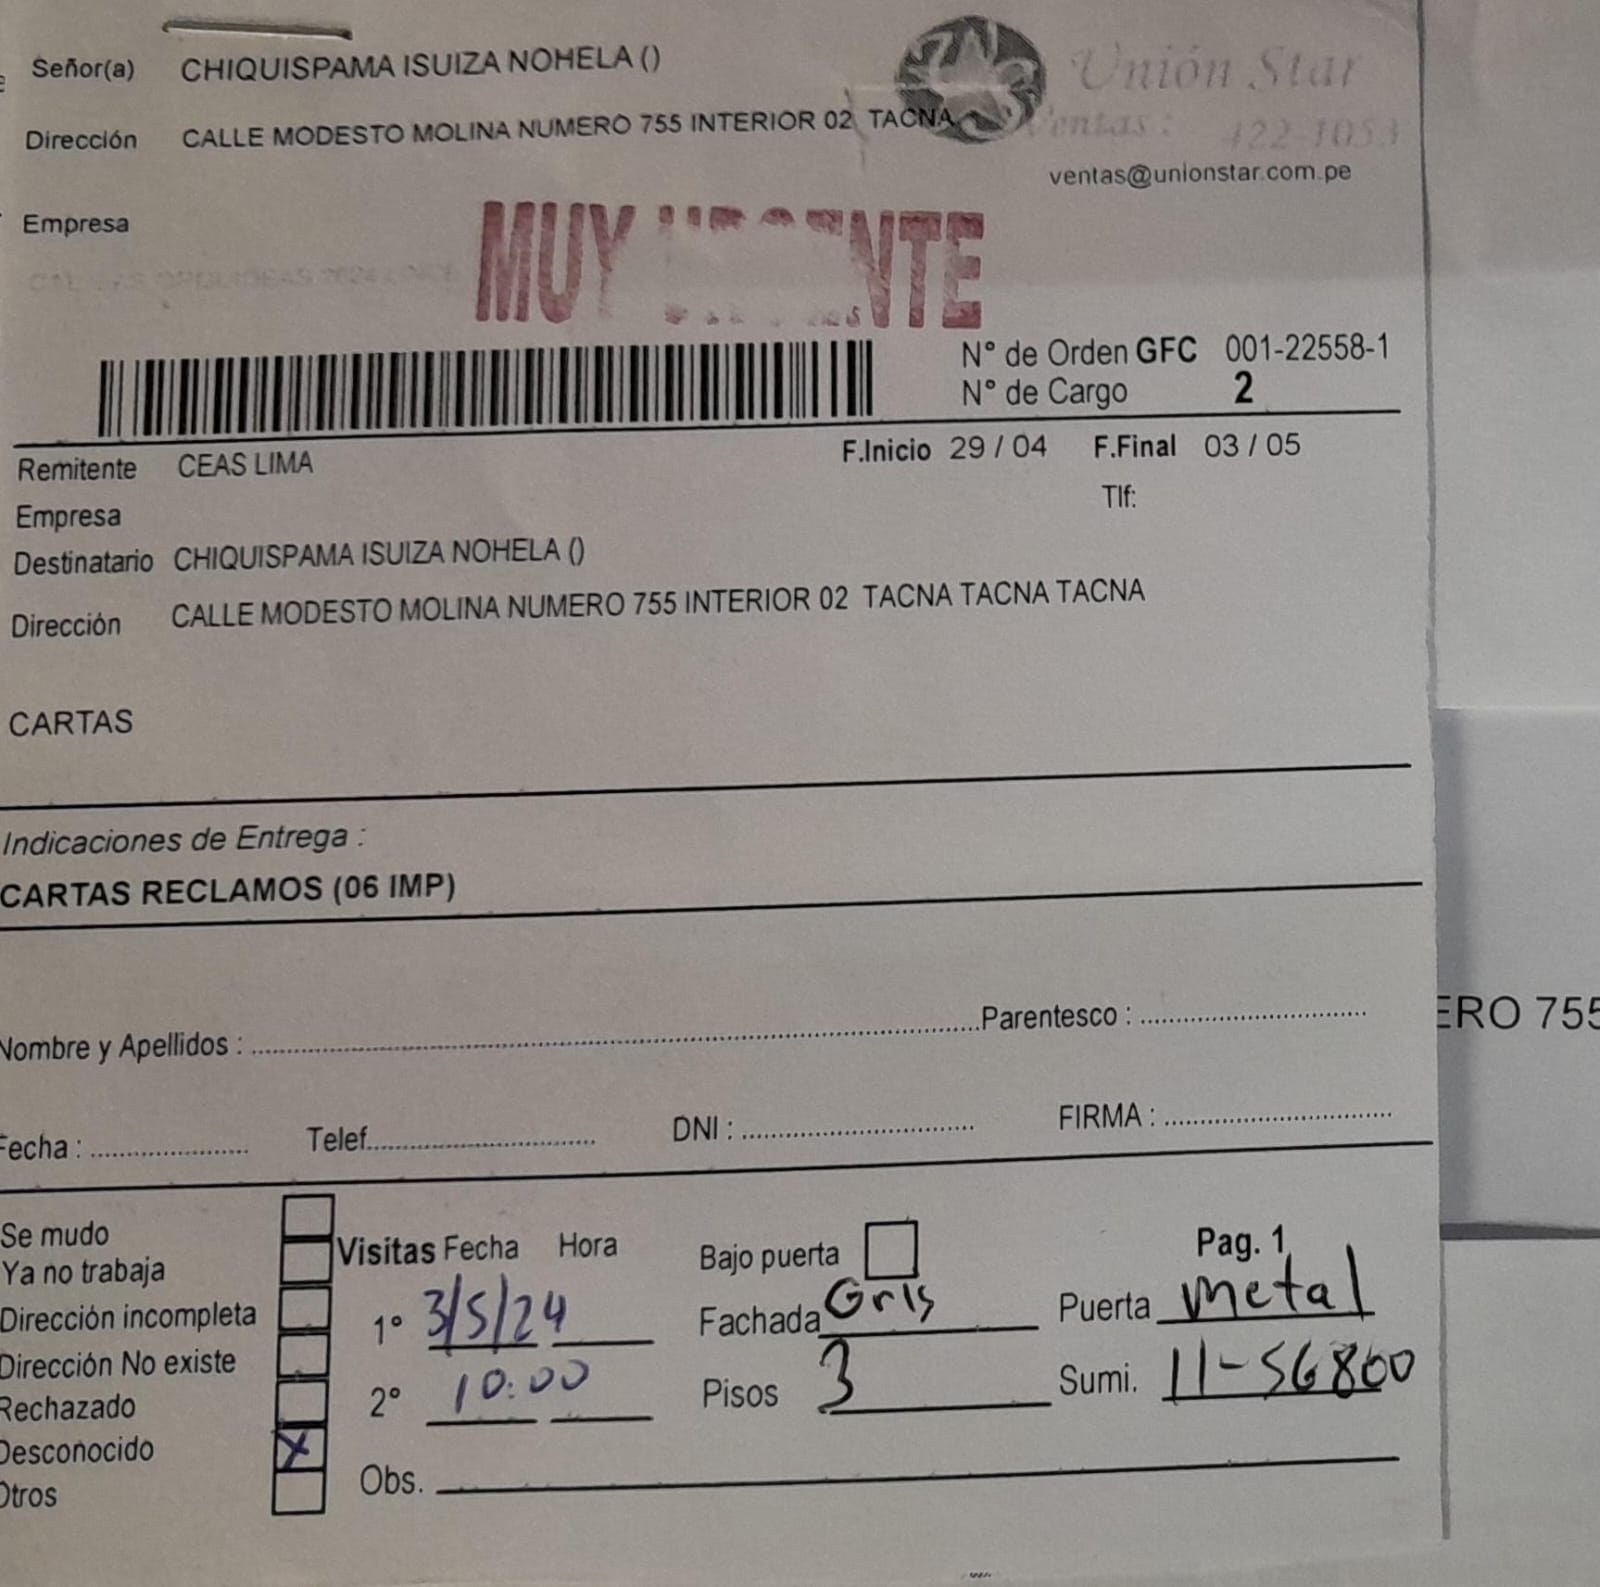 Señor(a) CHIQUISPAMA ISUIZA NOHELA ()
Unión Star
Dirección CALLE MODESTO MOLINA NUMERO 755 INTERIOR 02 TACNA
Ventas: 422-1053
ventas@unionstar.com.pe
Empresa
MUY URGENTE
N° de Orden GFC 001-22558-1
N° de Cargo 2
F.Inicio 29 / 04 F.Final 03 / 05
Remitente CEAS LIMA
Tlf:
Empresa
Destinatario CHIQUISPAMA ISUIZA NOHELA ()
Dirección CALLE MODESTO MOLINA NUMERO 755 INTERIOR 02 TACNA TACNA TACNA
CARTAS
Indicaciones de Entrega :
CARTAS RECLAMOS (06 IMP)
ERO 755
Nombre y Apellidos : Parentesco :
Fecha : Telef. DNI : FIRMA :
Se mudo
Ya no trabaja
Dirección incompleta
Dirección No existe
Rechazado
Desconocido X
Otros
Visitas Fecha Hora
1° 3/5/24
2° 10:00
Obs.
Bajo puerta
Fachada Gris
Pisos 3
Pag. 1
Puerta metal
Sumi. 11-56800